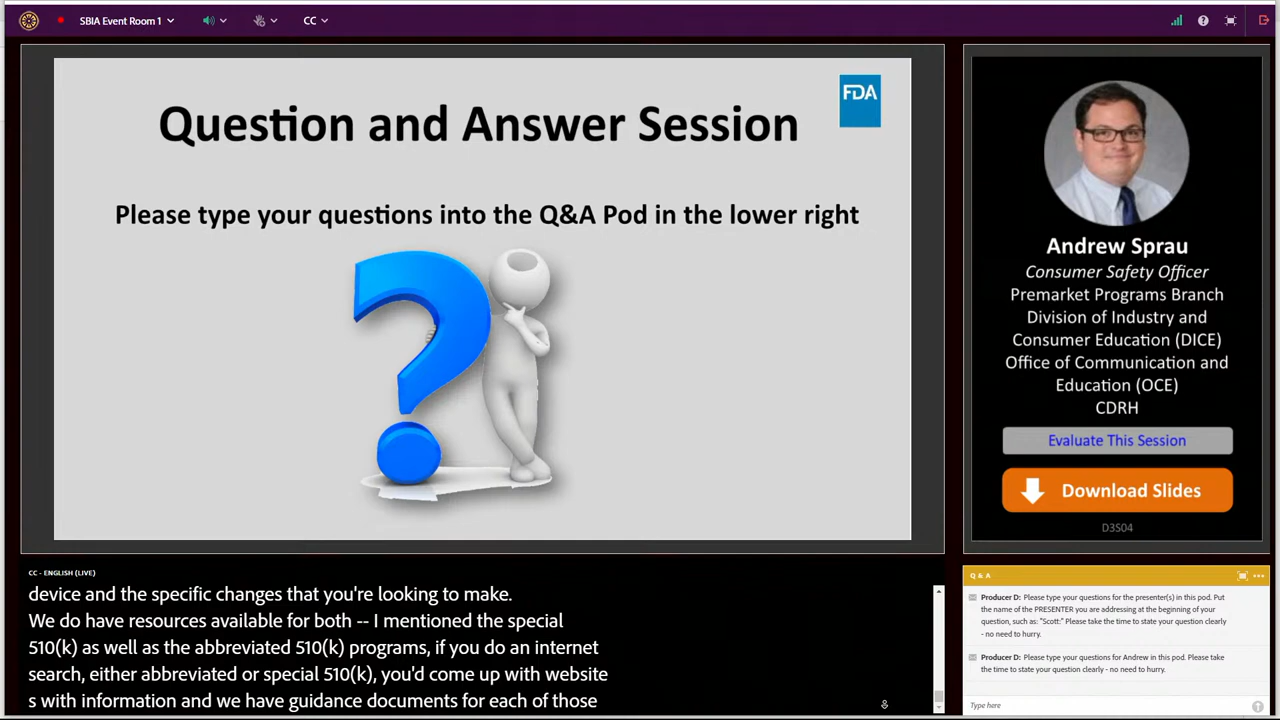 SBIA Event Room 1
CC
FDA
Question and Answer Session
Please type your questions into the Q&A Pod in the lower right
Andrew Sprau
Consumer Safety Officer
Premarket Programs Branch
Division of Industry and
Consumer Education (DICE)
Office of Communication and
Education (OCE)
CDRH
Evaluate This Session
Download Slides
D3S04
CC - ENGLISH (LIVE)
device and the specific changes that you're looking to make.
We do have resources available for both -- I mentioned the special
510(k) as well as the abbreviated 510(k) programs, if you do an internet
search, either abbreviated or special 510(k), you'd come up with website
s with information and we have guidance documents for each of those
Q & A
Producer D: Please type your questions for the presenter(s) in this pod. Put
the name of the PRESENTER you are addressing at the beginning of your
question, such as: "Scott:" Please take the time to state your question clearly
- no need to hurry.
Producer D: Please type your questions for Andrew in this pod. Please take
the time to state your question clearly - no need to hurry.
Type here